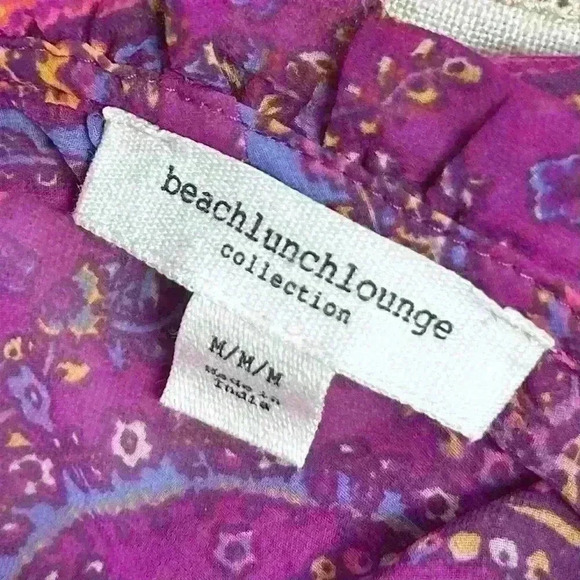 beachlunchlounge
collection
M/M/M
Made in
India